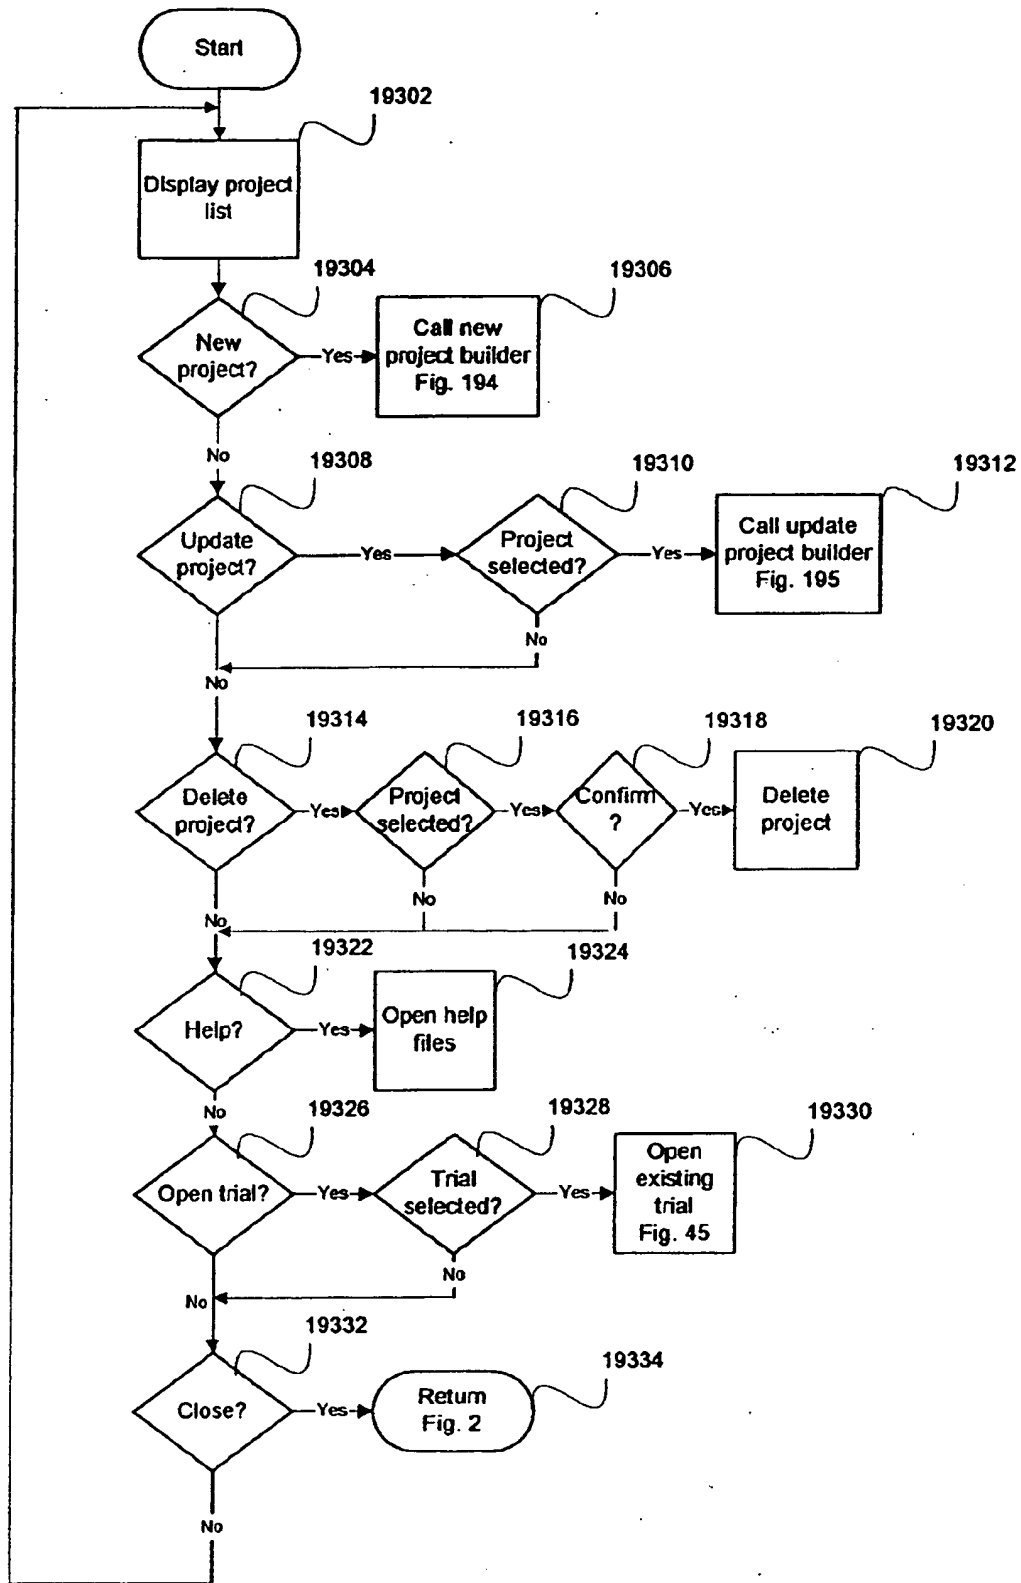 Start
19302
Display project
list
19304
19306
New
project?
Yes
Call new
project builder
Fig. 194
No
19308
19310
19312
Update
project?
Yes
Project
selected?
Yes
Call update
project builder
Fig. 195
No
No
19314
19316
19318
19320
Delete
project?
Yes
Project
selected?
Yes
Confirm
?
Yes
Delete
project
No
No
No
19322
19324
Help?
Yes
Open help
files
No
19326
19328
19330
Open trial?
Yes
Trial
selected?
Yes
Open
existing
trial
Fig. 45
No
No
19332
19334
Close?
Yes
Return
Fig. 2
No